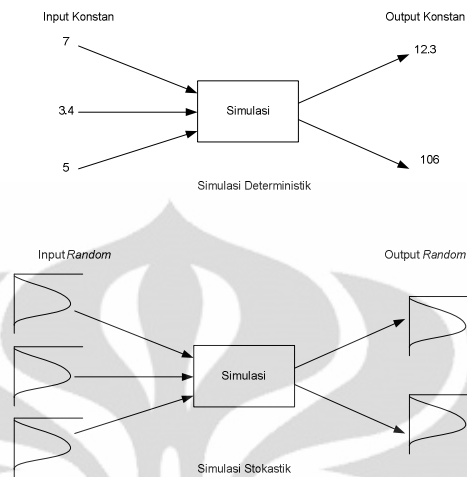 Input Konstan
Output Konstan
7
12.3
3.4
Simulasi
5
106
Simulasi Deterministik
Input Random
Output Random
Simulasi
Simulasi Stokastik